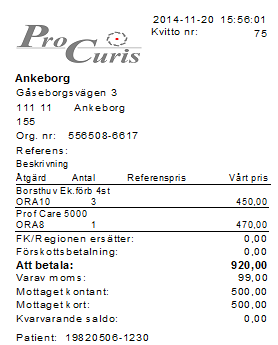 2014-11-20 15:56:01
Kvitto nr: 75
ProCuris
Ankeborg
Gåseborgsvägen 3
111 11 Ankeborg
155
Org. nr: 556508-6617
Referens:
Beskrivning
Åtgärd Antal Referenspris Vårt pris
Borsthuv Ek.förb 4st
ORA10 3 450,00
Prof Care 5000
ORA8 1 470,00
FK/Regionen ersätter: 0,00
Förskottsbetalning: 0,00
Att betala: 920,00
Varav moms: 99,00
Mottaget kontant: 500,00
Mottaget kort: 500,00
Kvarvarande saldo: 0,00
Patient: 19820506-1230